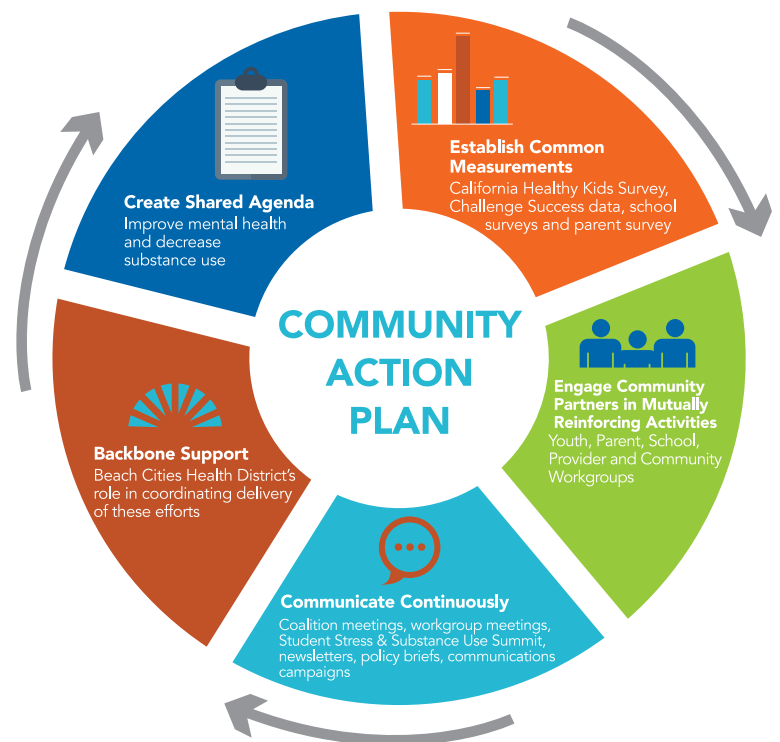 COMMUNITY
ACTION
PLAN
Create Shared Agenda
Improve mental health
and decrease
substance use
Establish Common
Measurements
California Healthy Kids Survey,
Challenge Success data, school
surveys and parent survey
Engage Community
Partners in Mutually
Reinforcing Activities
Youth, Parent, School,
Provider and Community
Workgroups
Communicate Continuously
Coalition meetings, workgroup meetings,
Student Stress & Substance Use Summit,
newsletters, policy briefs, communications
campaigns
Backbone Support
Beach Cities Health District's
role in coordinating delivery
of these efforts